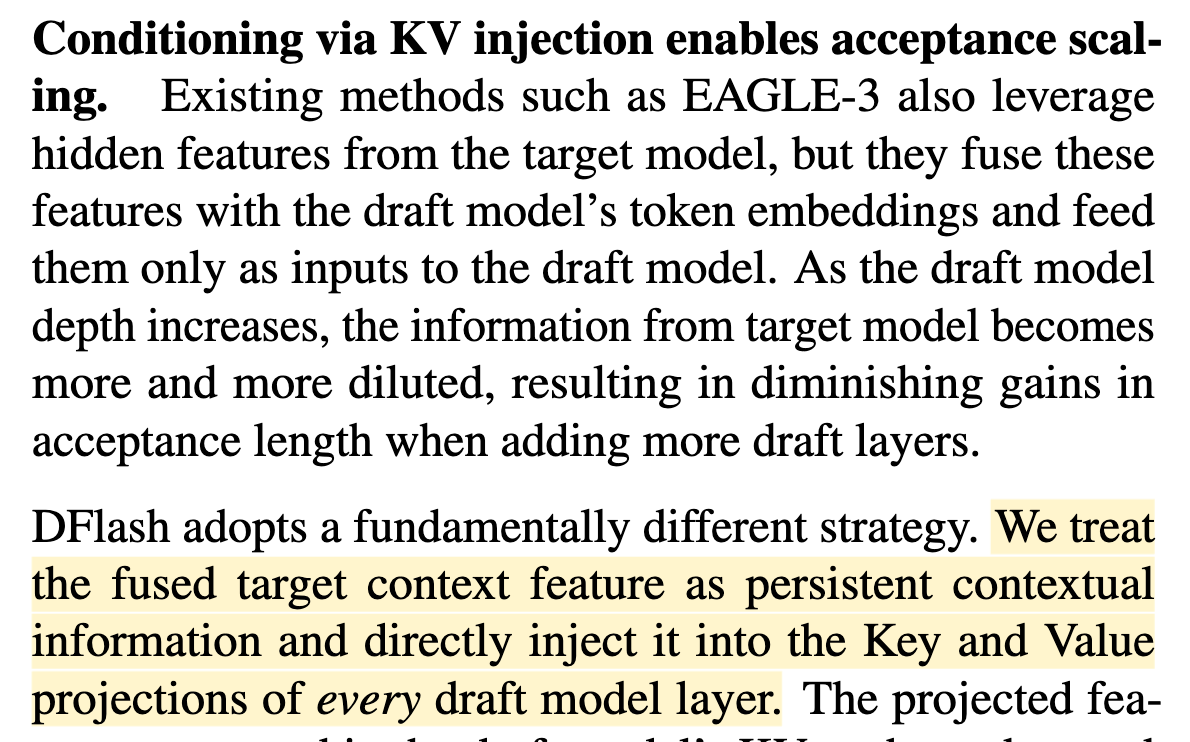 Conditioning via KV injection enables acceptance scal-
ing. Existing methods such as EAGLE-3 also leverage
hidden features from the target model, but they fuse these
features with the draft model's token embeddings and feed
them only as inputs to the draft model. As the draft model
depth increases, the information from target model becomes
more and more diluted, resulting in diminishing gains in
acceptance length when adding more draft layers.
DFlash adopts a fundamentally different strategy. We treat
the fused target context feature as persistent contextual
information and directly inject it into the Key and Value
projections of every draft model layer. The projected fea-